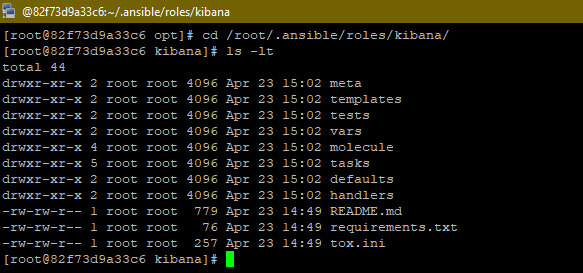 @82f73d9a33c6:~/.ansible/roles/kibana
[root@82f73d9a33c6 opt]# cd /root/.ansible/roles/kibana/
[root@82f73d9a33c6 kibana]# ls -lt
total 44
drwxr-xr-x 2 root root 4096 Apr 23 15:02 meta
drwxr-xr-x 2 root root 4096 Apr 23 15:02 templates
drwxr-xr-x 2 root root 4096 Apr 23 15:02 tests
drwxr-xr-x 2 root root 4096 Apr 23 15:02 vars
drwxr-xr-x 4 root root 4096 Apr 23 15:02 molecule
drwxr-xr-x 5 root root 4096 Apr 23 15:02 tasks
drwxr-xr-x 2 root root 4096 Apr 23 15:02 defaults
drwxr-xr-x 2 root root 4096 Apr 23 15:02 handlers
-rw-rw-r-- 1 root root  779 Apr 23 14:49 README.md
-rw-rw-r-- 1 root root   76 Apr 23 14:49 requirements.txt
-rw-rw-r-- 1 root root  257 Apr 23 14:49 tox.ini
[root@82f73d9a33c6 kibana]#